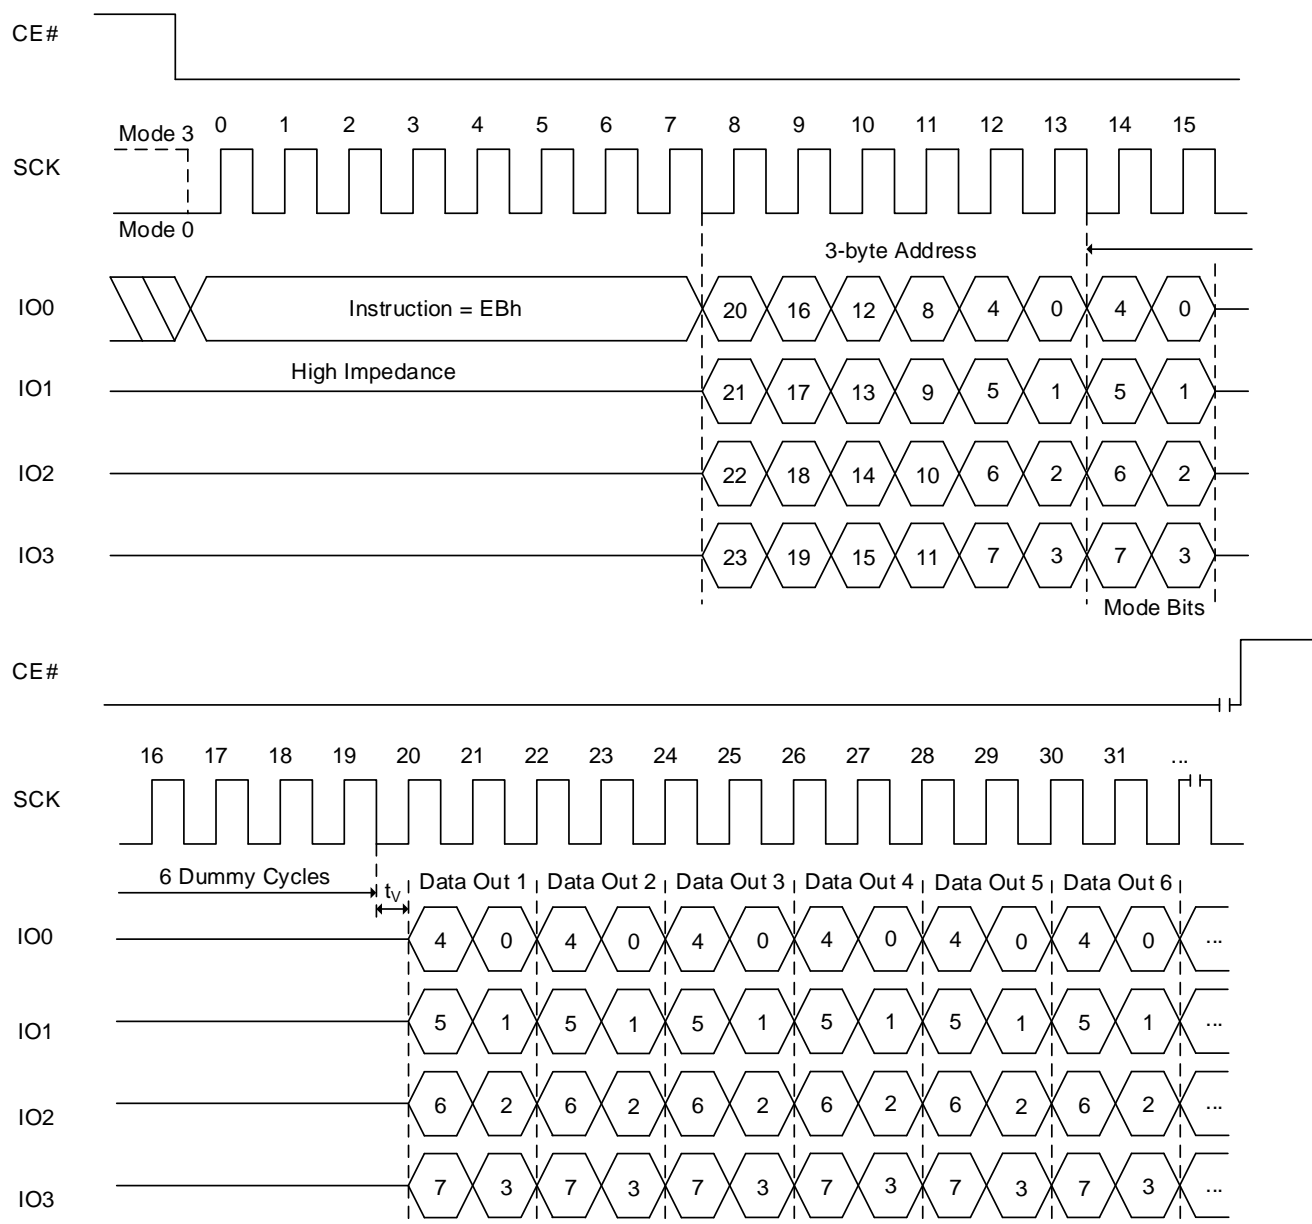 CE#
Mode 3 0 1 2 3 4 5 6 7 8 9 10 11 12 13 14 15
SCK
Mode 0
3-byte Address
IO0 Instruction = EBh 20 16 12 8 4 0 4 0
High Impedance
IO1 21 17 13 9 5 1 5 1
IO2 22 18 14 10 6 2 6 2
IO3 23 19 15 11 7 3 7 3
Mode Bits
CE#
16 17 18 19 20 21 22 23 24 25 26 27 28 29 30 31 ...
SCK
6 Dummy Cycles tV Data Out 1 Data Out 2 Data Out 3 Data Out 4 Data Out 5 Data Out 6
IO0 4 0 4 0 4 0 4 0 4 0 4 0 ...
IO1 5 1 5 1 5 1 5 1 5 1 5 1 ...
IO2 6 2 6 2 6 2 6 2 6 2 6 2 ...
IO3 7 3 7 3 7 3 7 3 7 3 7 3 ...